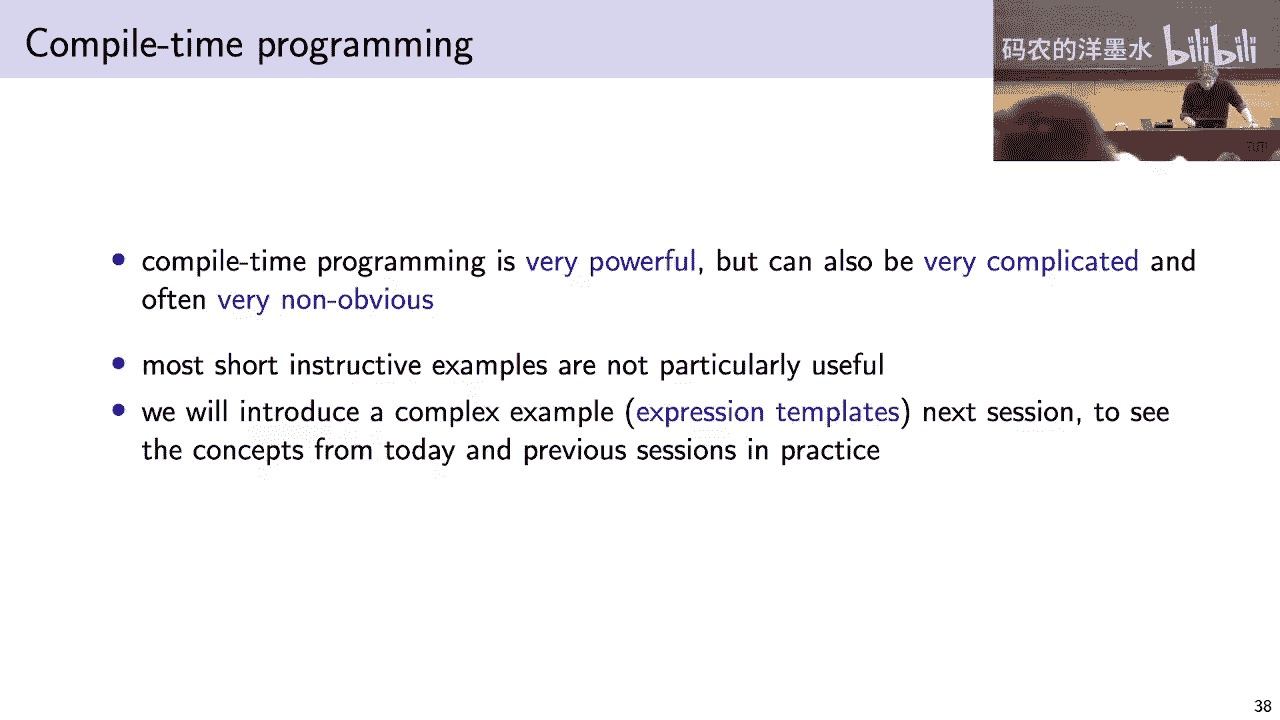 Compile-time programming
码农的洋墨水 bilibili
• compile-time programming is very powerful, but can also be very complicated and
often very non-obvious
• most short instructive examples are not particularly useful
• we will introduce a complex example (expression templates) next session, to see
the concepts from today and previous sessions in practice
38